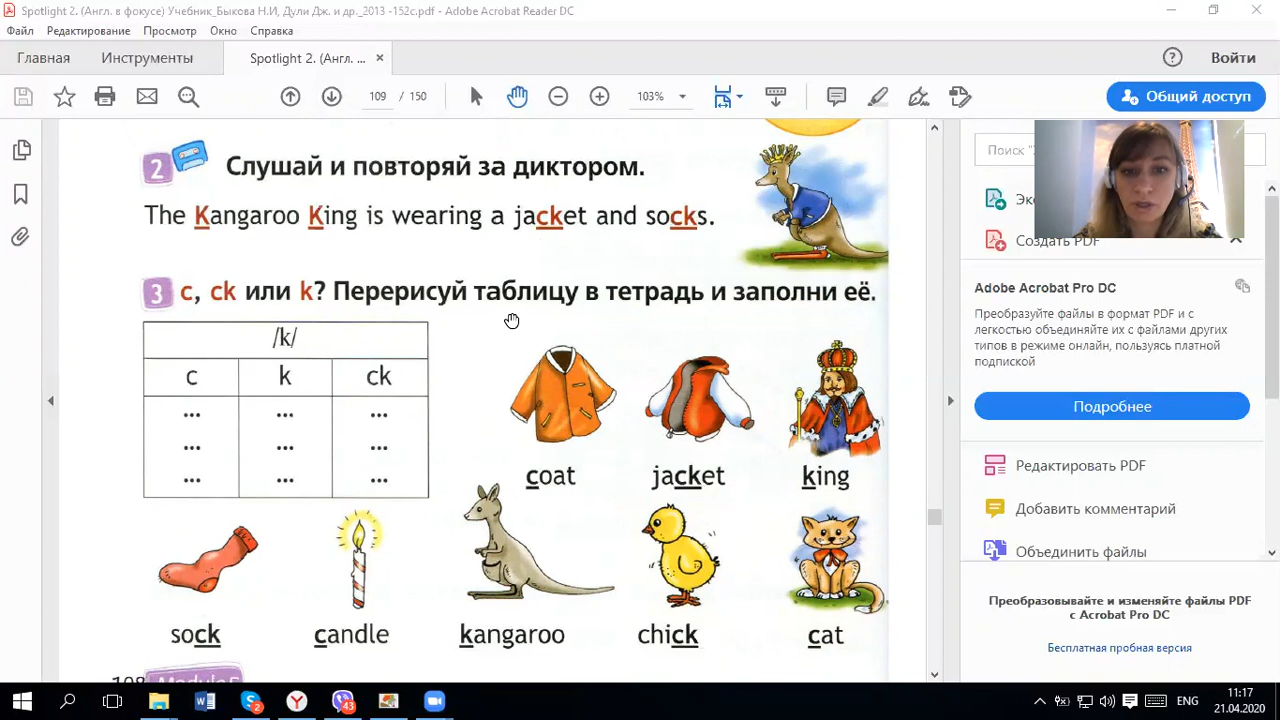 Spotlight 2. (Англ. в фокусе) Учебник_Быкова Н.И, Дули Дж. и др._2013 -152с.pdf - Adobe Acrobat Reader DC
Файл Редактирование Просмотр Окно Справка
Главная Инструменты Spotlight 2. (Англ. ... × Войти
109 / 150 103% Общий доступ
2 Слушай и повторяй за диктором.
The Kangaroo King is wearing a jacket and socks.
3 c, ck или k? Перерисуй таблицу в тетрадь и заполни её.
/k/
c k ck
... ... ...
... ... ...
... ... ...
coat jacket king
sock candle kangaroo chick cat
Поиск
Создать PDF
Adobe Acrobat Pro DC
Преобразуйте файлы в формат PDF и с
легкостью объединяйте их с файлами других
типов в режиме онлайн, пользуясь платной
подпиской
Подробнее
Редактировать PDF
Добавить комментарий
Объединить файлы
Преобразовывайте и изменяйте файлы PDF
с Acrobat Pro DC
Бесплатная пробная версия
2 43 ENG 11:17
21.04.2020